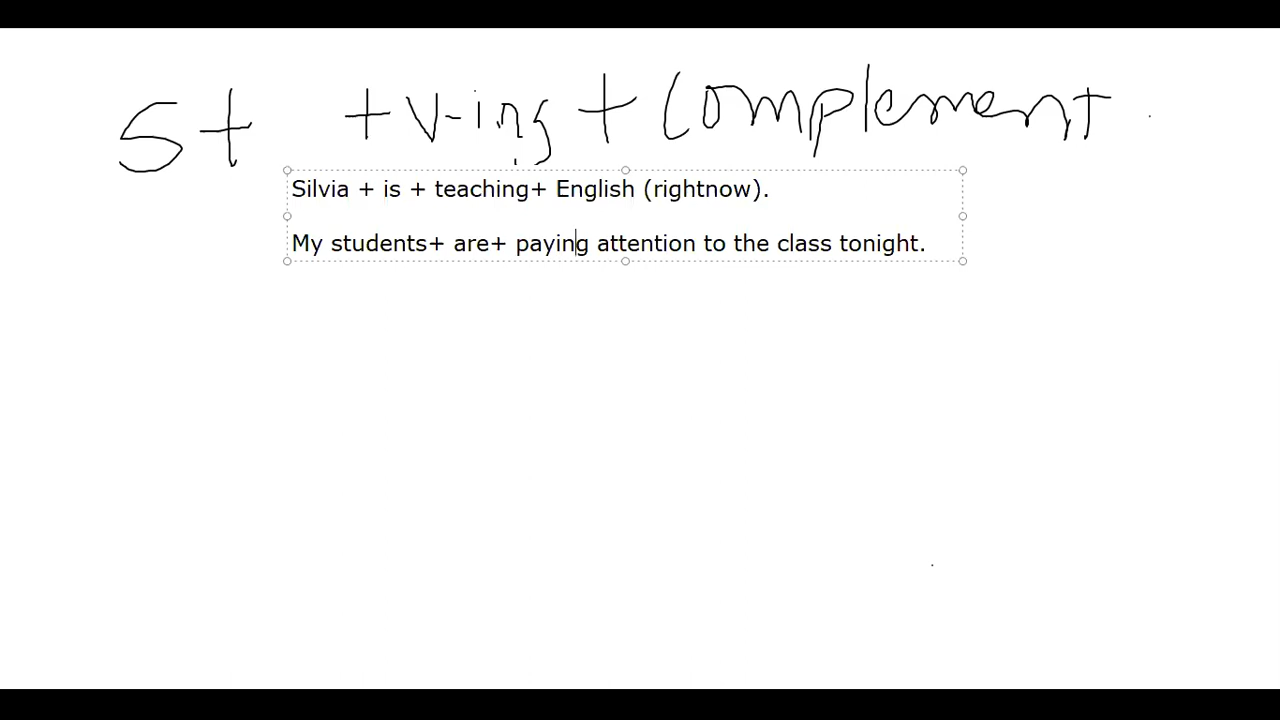 S+ +V-ing + Complement
Silvia + is + teaching+ English (rightnow).
My students+ are+ paying attention to the class tonight.